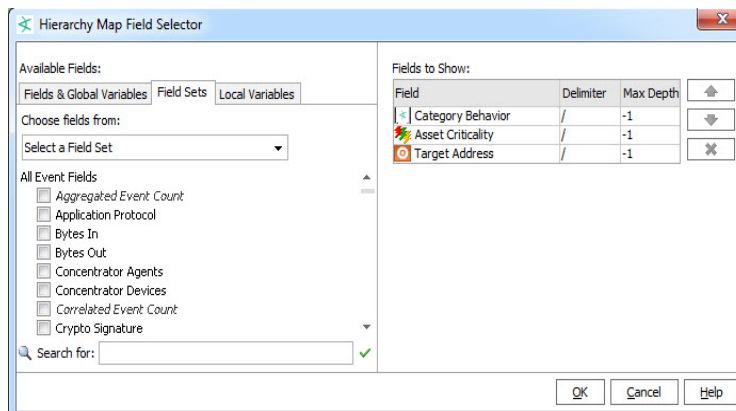 Hierarchy Map Field Selector
Available Fields:
Fields & Global Variables Field Sets Local Variables
Choose fields from:
Select a Field Set
All Event Fields
Aggregated Event Count
Application Protocol
Bytes In
Bytes Out
Concentrator Agents
Concentrator Devices
Correlated Event Count
Crypto Signature
Search for:
Fields to Show:
Field Delimiter Max Depth
Category Behavior / -1
Asset Criticality / -1
Target Address / -1
OK Cancel Help